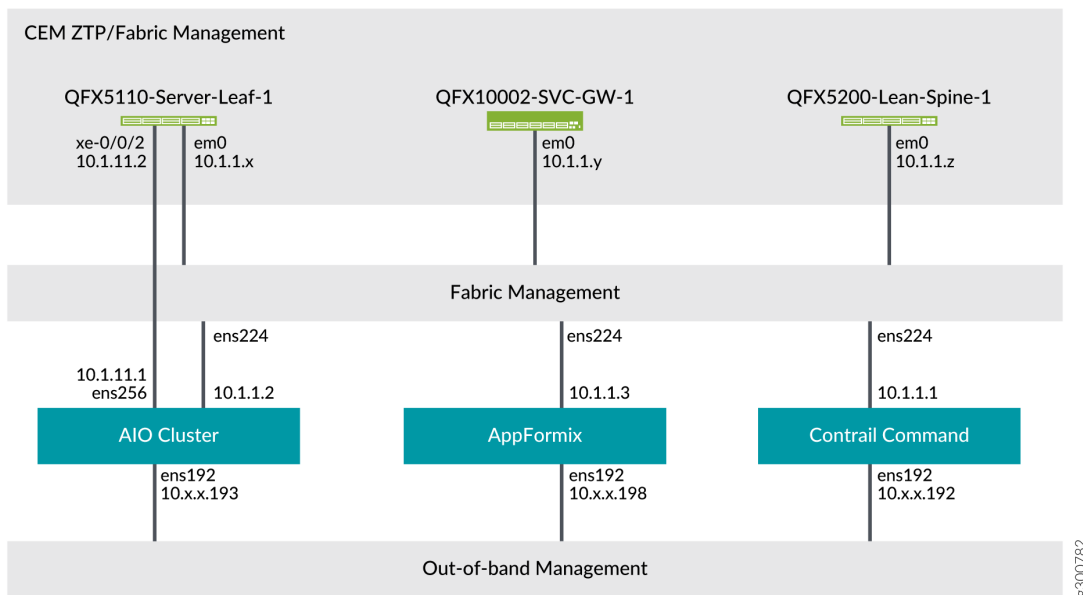 CEM ZTP/Fabric Management
QFX5110-Server-Leaf-1
QFX10002-SVC-GW-1
QFX5200-Lean-Spine-1
xe-0/0/2
10.1.11.2
em0
10.1.1.x
em0
10.1.1.y
em0
10.1.1.z
Fabric Management
ens224
ens224
ens224
10.1.11.1
ens256
10.1.1.2
10.1.1.3
10.1.1.1
AIO Cluster
AppFormix
Contrail Command
ens192
10.x.x.193
ens192
10.x.x.198
ens192
10.x.x.192
Out-of-band Management